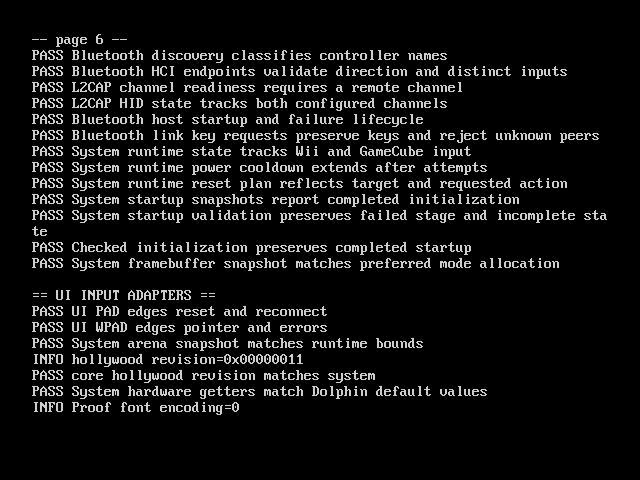 -- page 6 --
PASS Bluetooth discovery classifies controller names
PASS Bluetooth HCI endpoints validate direction and distinct inputs
PASS L2CAP channel readiness requires a remote channel
PASS L2CAP HID state tracks both configured channels
PASS Bluetooth host startup and failure lifecycle
PASS Bluetooth link key requests preserve keys and reject unknown peers
PASS System runtime state tracks Wii and GameCube input
PASS System runtime power cooldown extends after attempts
PASS System runtime reset plan reflects target and requested action
PASS System startup snapshots report completed initialization
PASS System startup validation preserves failed stage and incomplete sta
te
PASS Checked initialization preserves completed startup
PASS System framebuffer snapshot matches preferred mode allocation
== UI INPUT ADAPTERS ==
PASS UI PAD edges reset and reconnect
PASS UI WPAD edges pointer and errors
PASS System arena snapshot matches runtime bounds
INFO hollywood revision=0x00000011
PASS core hollywood revision matches system
PASS System hardware getters match Dolphin default values
INFO Proof font encoding=0